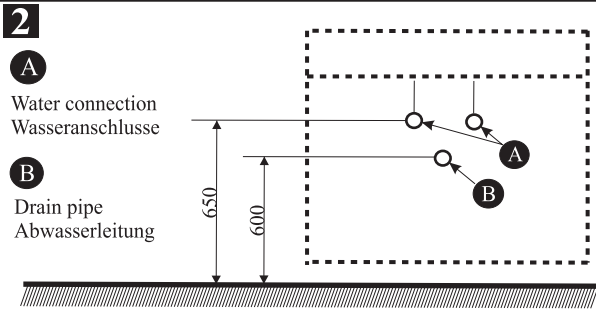 2
A
Water connection
Wasseranschlusse
B
Drain pipe
Abwasserleitung
650
600
A
B